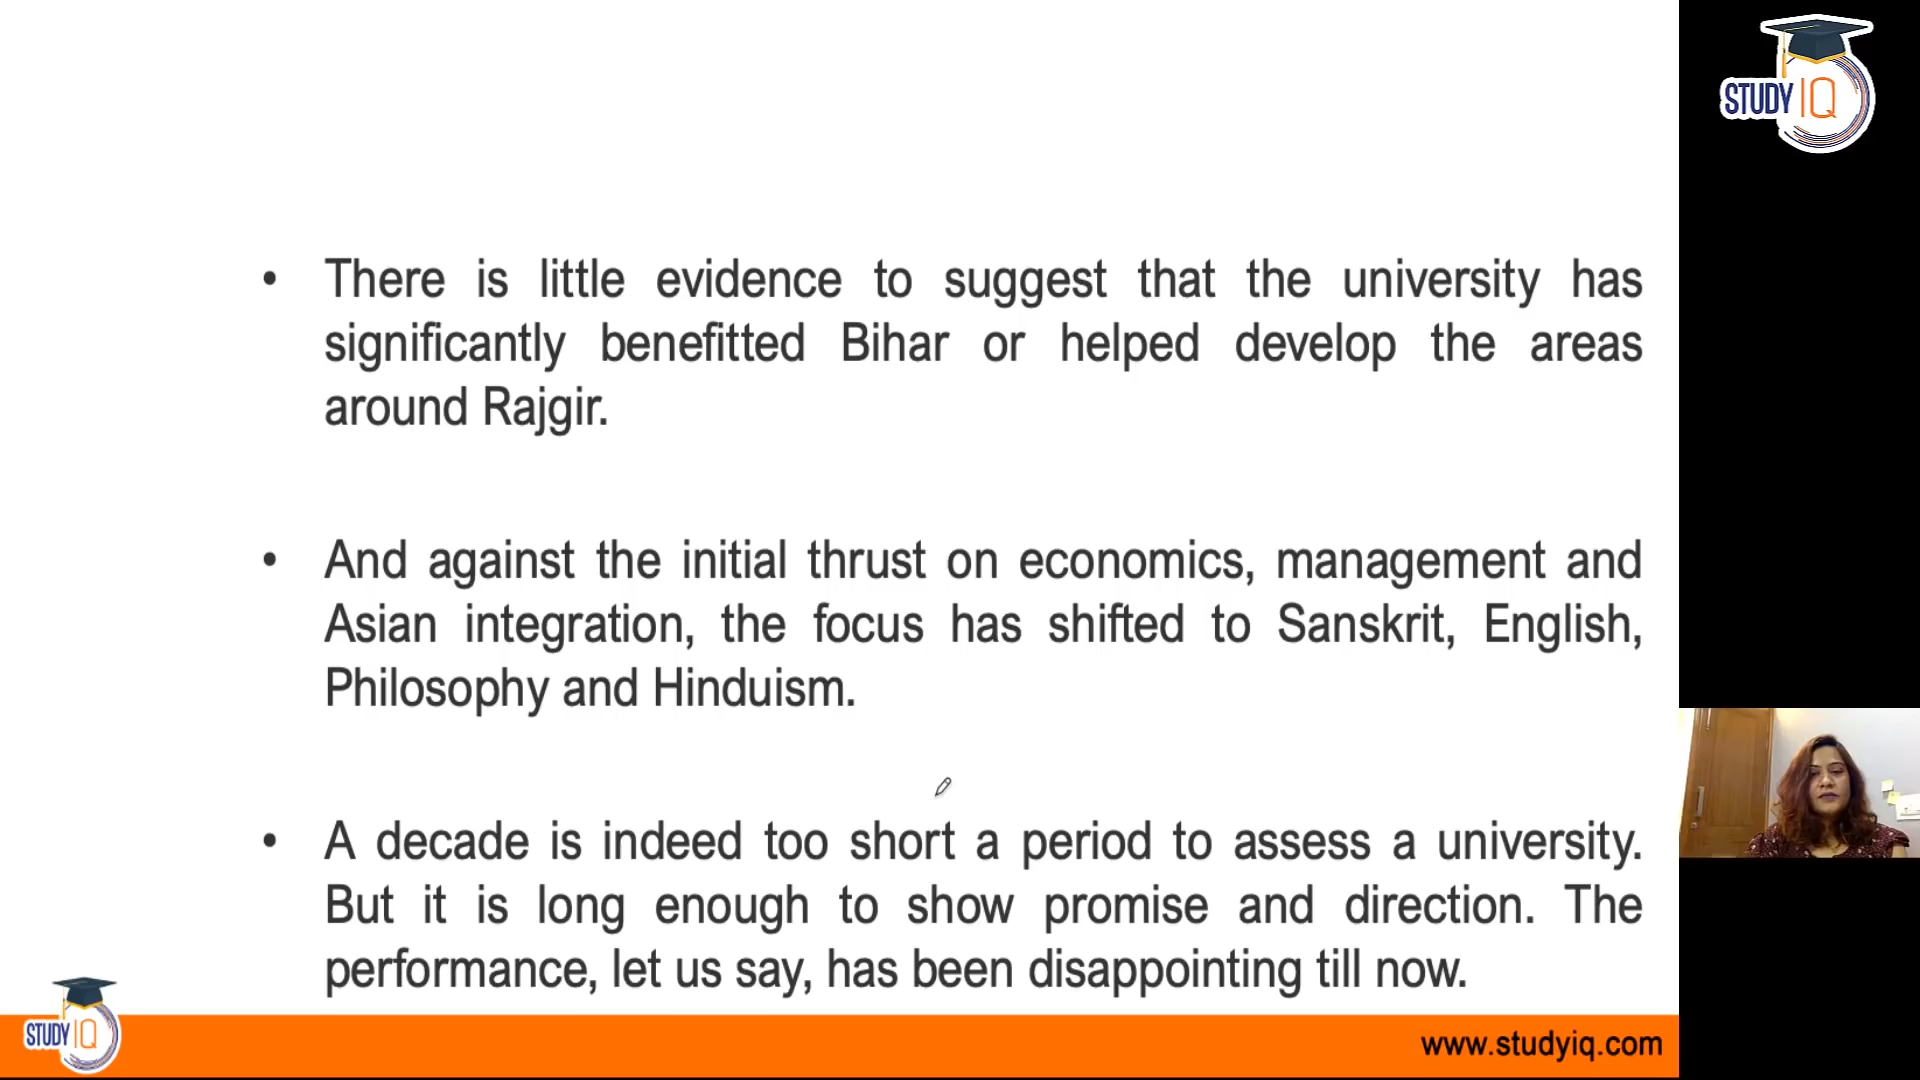 STUDY IQ
• There is little evidence to suggest that the university has
significantly benefitted Bihar or helped develop the areas
around Rajgir.
• And against the initial thrust on economics, management and
Asian integration, the focus has shifted to Sanskrit, English,
Philosophy and Hinduism.
• A decade is indeed too short a period to assess a university.
But it is long enough to show promise and direction. The
performance, let us say, has been disappointing till now.
STUDY IQ
www.studyiq.com